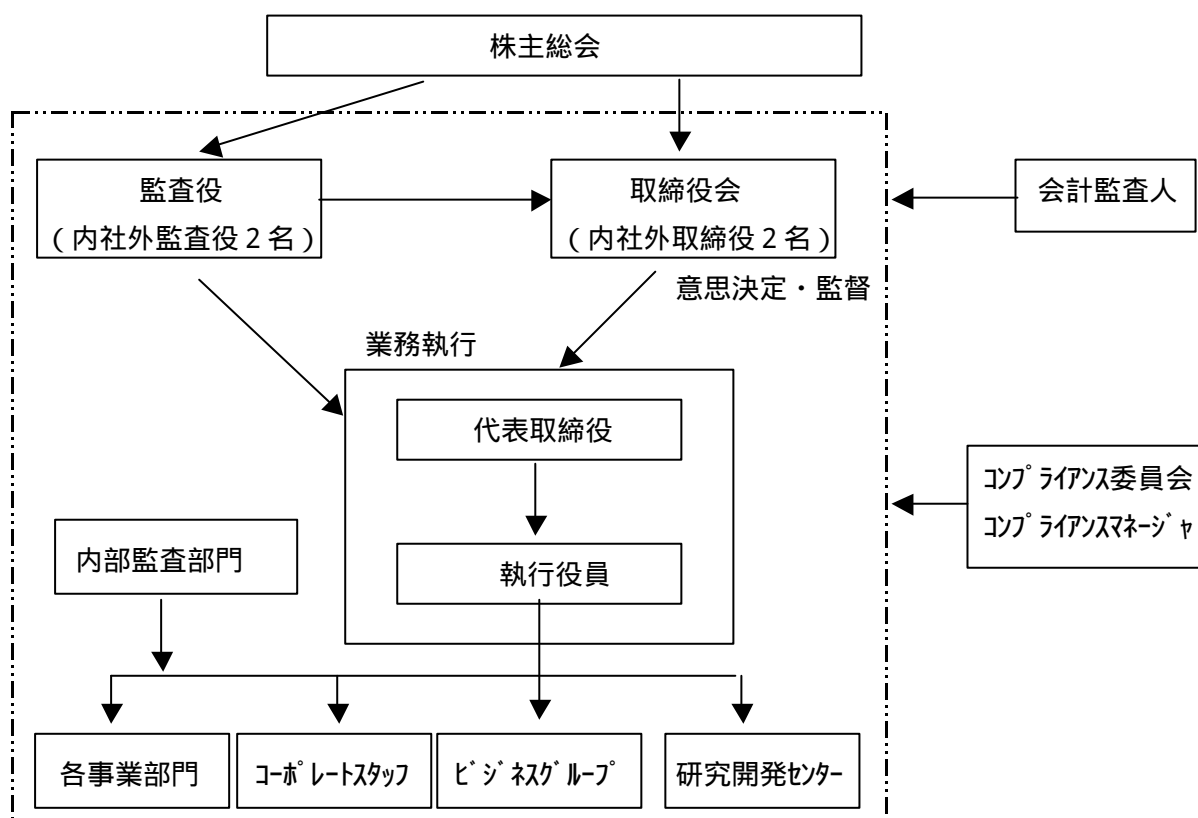 株主総会
監査役
（内社外監査役２名）
取締役会
（内社外取締役２名）
会計監査人
意思決定・監督
業務執行
代表取締役
ｺﾝﾌﾟﾗｲｱﾝｽ委員会
ｺﾝﾌﾟﾗｲｱﾝｽﾏﾈｰｼﾞｬ
内部監査部門
執行役員
各事業部門
ｺｰﾎﾟﾚｰﾄｽﾀｯﾌ
ﾋﾞｼﾞﾈｽｸﾞﾙｰﾌﾟ
研究開発ｾﾝﾀｰ